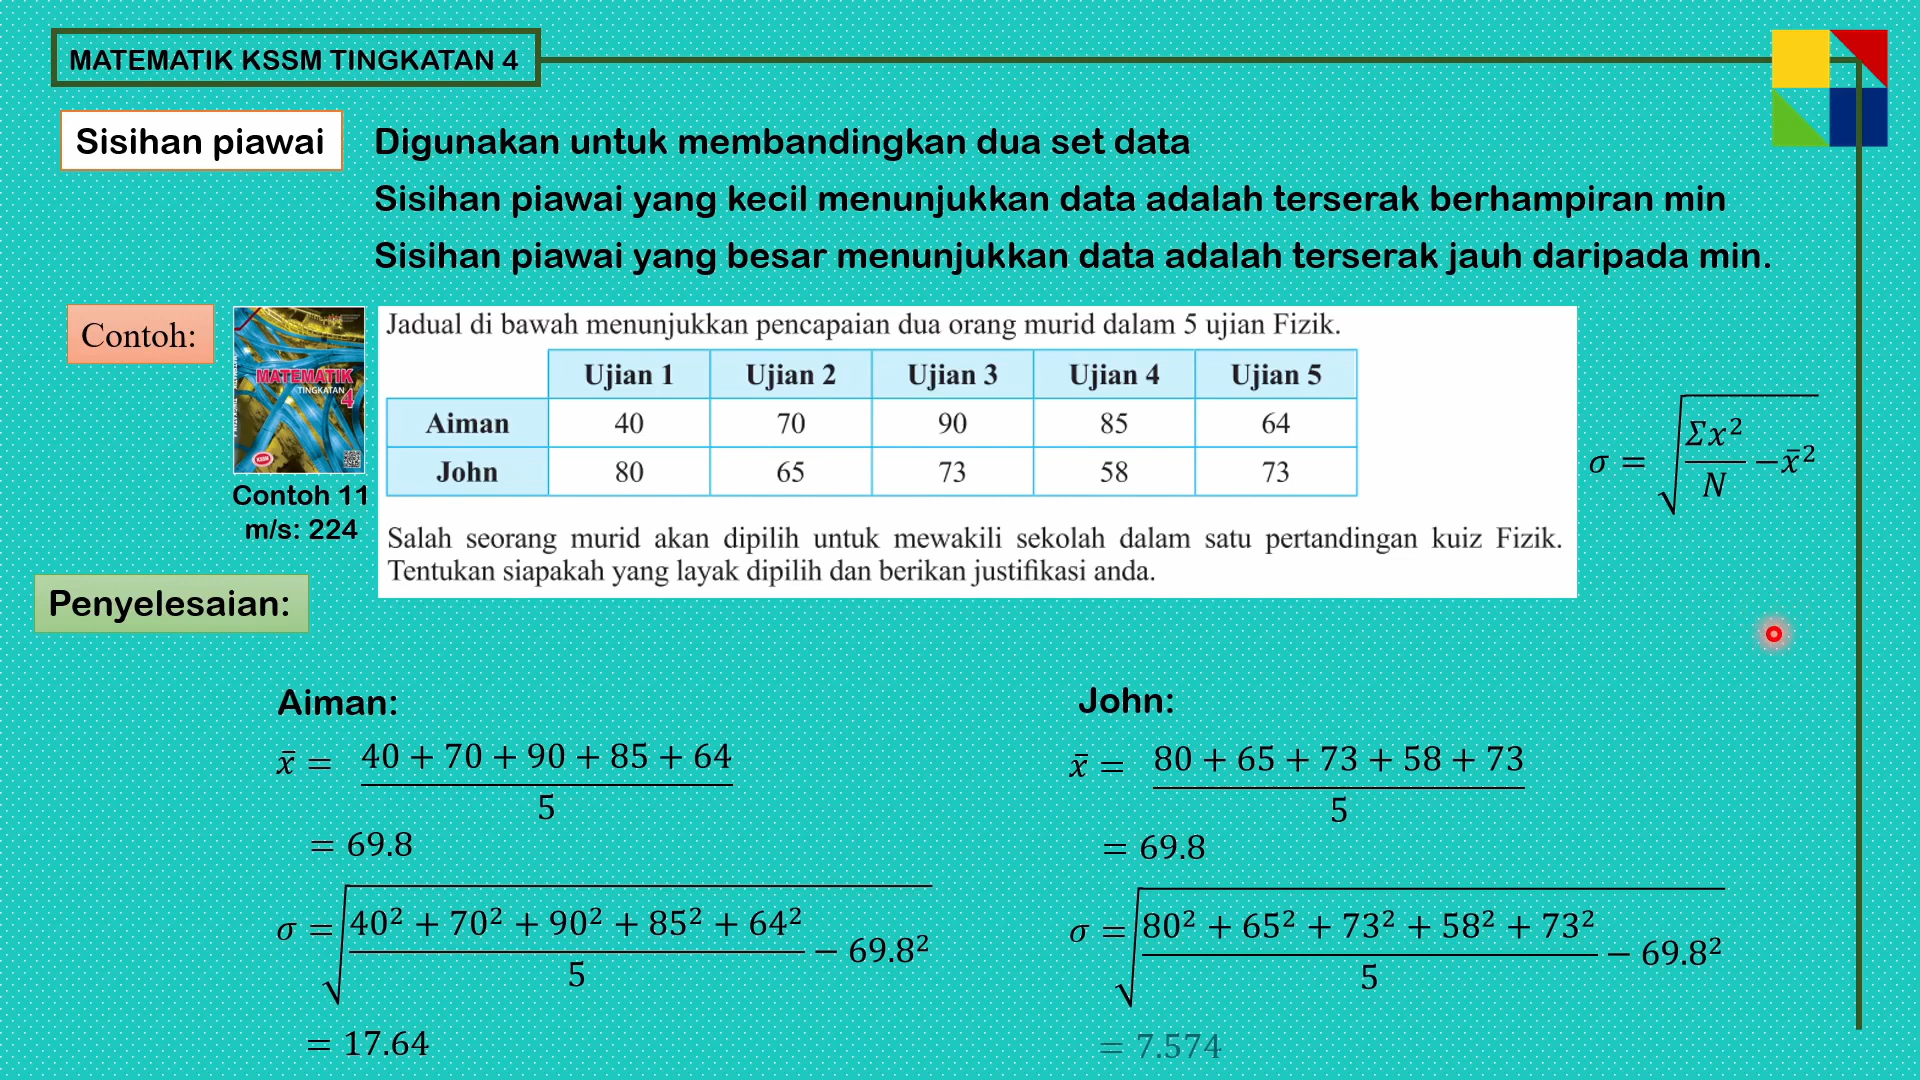 MATEMATIK KSSM TINGKATAN 4
Sisihan piawai
Digunakan untuk membandingkan dua set data
Sisihan piawai yang kecil menunjukkan data adalah terserak berhampiran min
Sisihan piawai yang besar menunjukkan data adalah terserak jauh daripada min.
Contoh:
MATEMATIK
TINGKATAN 4
KSSM
Contoh 11
m/s: 224
Jadual di bawah menunjukkan pencapaian dua orang murid dalam 5 ujian Fizik.
Ujian 1 Ujian 2 Ujian 3 Ujian 4 Ujian 5
Aiman 40 70 90 85 64
John 80 65 73 58 73
Salah seorang murid akan dipilih untuk mewakili sekolah dalam satu pertandingan kuiz Fizik.
Tentukan siapakah yang layak dipilih dan berikan justifikasi anda.
σ = √(Σx²/N − x̄²)
Penyelesaian:
Aiman:
x̄ = (40 + 70 + 90 + 85 + 64)/5
= 69.8
σ = √((40² + 70² + 90² + 85² + 64²)/5 − 69.8²)
= 17.64
John:
x̄ = (80 + 65 + 73 + 58 + 73)/5
= 69.8
σ = √((80² + 65² + 73² + 58² + 73²)/5 − 69.8²)
= 7.574